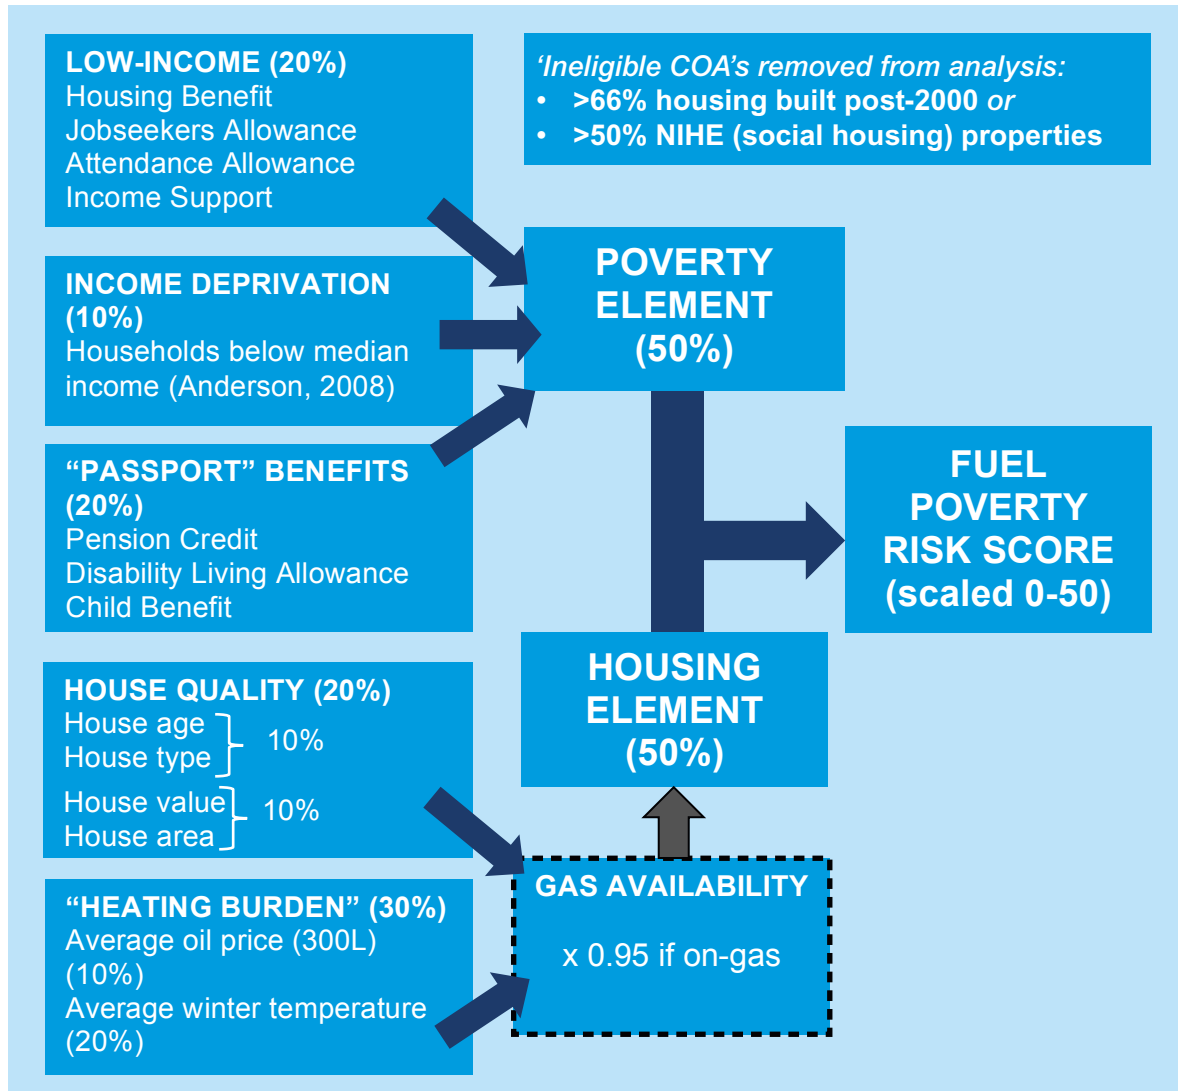 LOW-INCOME (20%)
Housing Benefit
Jobseekers Allowance
Attendance Allowance
Income Support
‘Ineligible COA’s removed from analysis:
• >66% housing built post-2000 or
• >50% NIHE (social housing) properties
INCOME DEPRIVATION
(10%)
Households below median
income (Anderson, 2008)
POVERTY
ELEMENT
(50%)
“PASSPORT” BENEFITS
(20%)
Pension Credit
Disability Living Allowance
Child Benefit
FUEL
POVERTY
RISK SCORE
(scaled 0-50)
HOUSING
ELEMENT
(50%)
HOUSE QUALITY (20%)
House age
House type
10%
House value
House area
10%
“HEATING BURDEN” (30%)
Average oil price (300L)
(10%)
Average winter temperature
(20%)
GAS AVAILABILITY
x 0.95 if on-gas